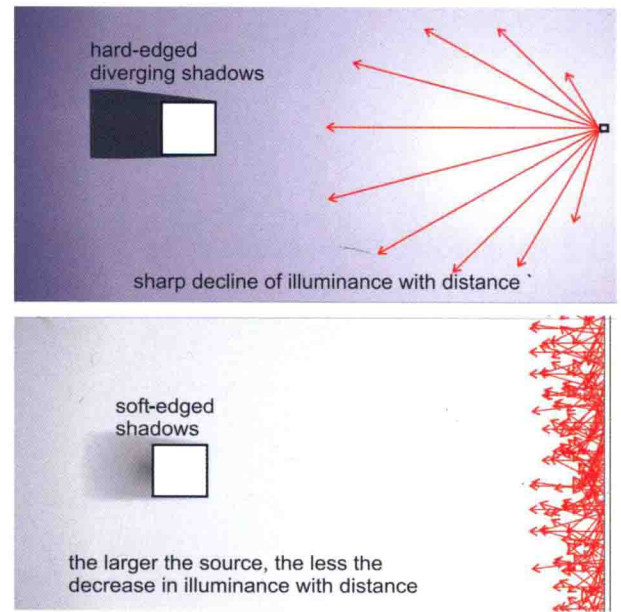 hard-edged
diverging shadows
sharp decline of illuminance with distance
soft-edged
shadows
the larger the source, the less the
decrease in illuminance with distance